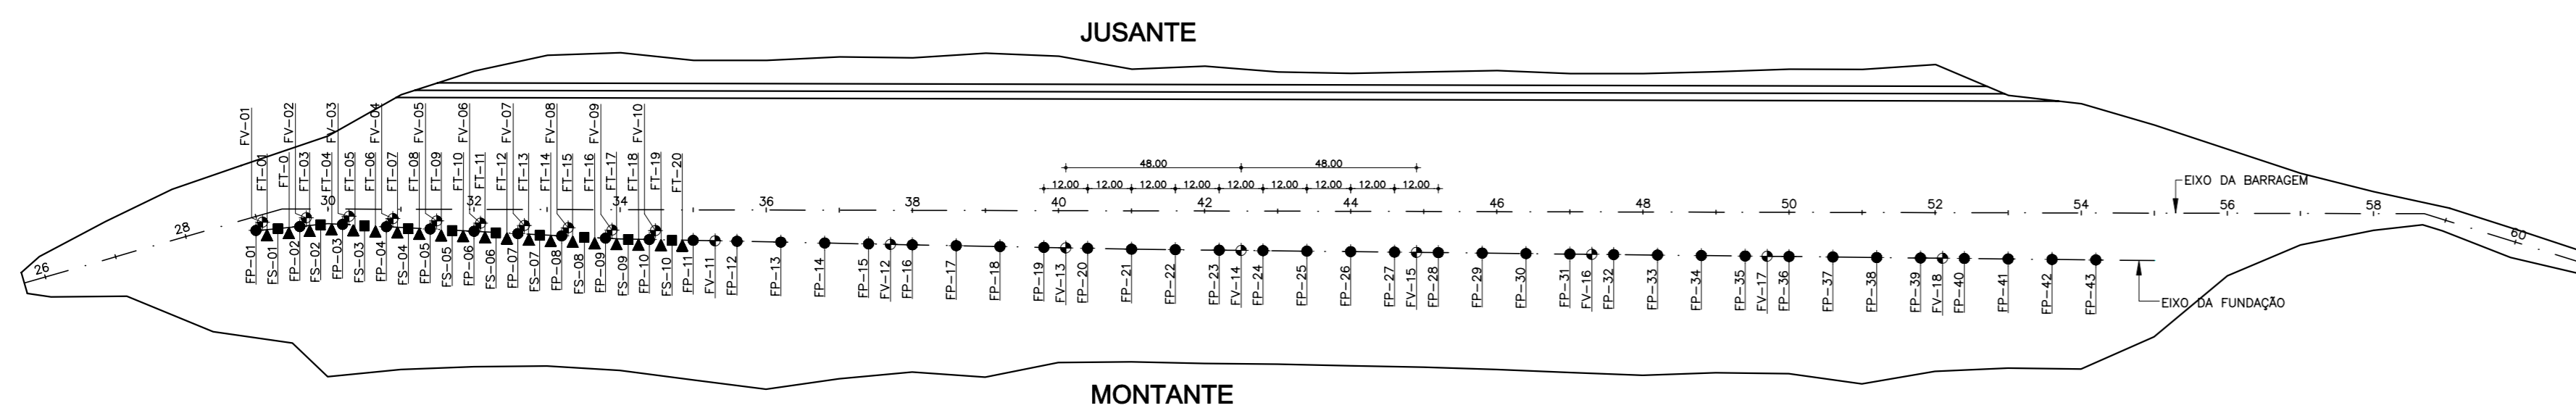 JUSANTE
FV-01
FV-02
FV-03
FV-04
FV-05
FV-06
FV-07
FV-08
FV-09
FV-10
FT-01
FT-0
FT-03
FT-04
FT-05
FT-06
FT-07
FT-08
FT-09
FT-10
FT-11
FT-12
FT-13
FT-14
FT-15
FT-16
FT-17
FT-18
FT-19
FT-20
48.00 48.00
12.00 12.00 12.00 12.00 12.00 12.00 12.00 12.00 12.00
EIXO DA BARRAGEM
26 28 30 32 34 36 38 40 42 44 46 48 50 52 54 56 58 60
FP-01
FS-01
FP-02
FS-02
FP-03
FS-03
FP-04
FS-04
FP-05
FS-05
FP-06
FS-06
FP-07
FS-07
FP-08
FS-08
FP-09
FS-09
FP-10
FS-10
FP-11
FV-11
FP-12
FP-13
FP-14
FP-15
FV-12
FP-16
FP-17
FP-18
FP-19
FV-13
FP-20
FP-21
FP-22
FP-23
FV-14
FP-24
FP-25
FP-26
FP-27
FV-15
FP-28
FP-29
FP-30
FP-31
FV-16
FP-32
FP-33
FP-34
FP-35
FV-17
FP-36
FP-37
FP-38
FP-39
FV-18
FP-40
FP-41
FP-42
FP-43
EIXO DA FUNDAÇÃO
MONTANTE